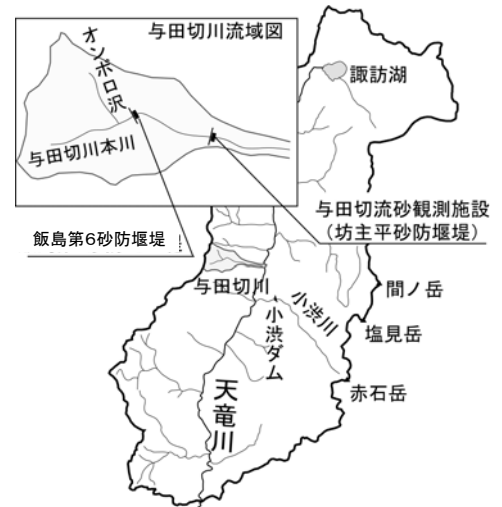 与田切川流域図
オンボロ沢
与田切川本川
諏訪湖
与田切流砂観測施設
(坊主平砂防堰堤)
飯島第6砂防堰堤
与田切川
小渋川
小渋ダム
天竜川
間ノ岳
塩見岳
赤石岳